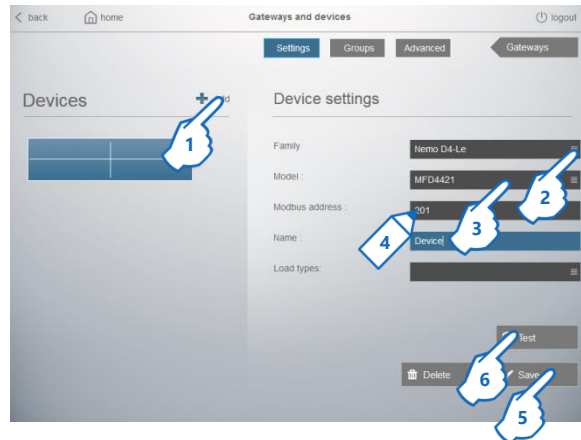 back home Gateways and devices logout
Settings Groups Advanced Gateways
Devices Device settings
1
Family Nemo D4-Le
2
Model : MFD4421
3
Modbus address : 201
4
Name : Device
Load types:
Test
6
Delete Save
5